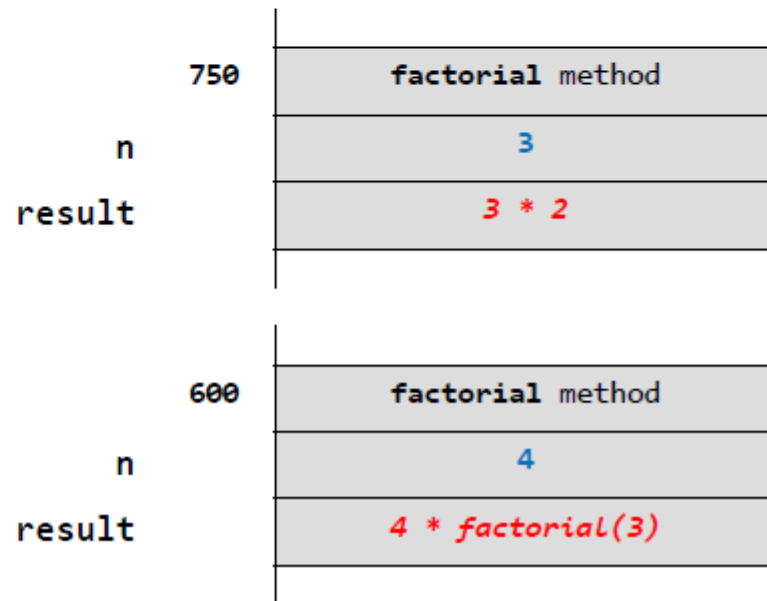 750 factorial method
n 3
result 3 * 2
600 factorial method
n 4
result 4 * factorial(3)